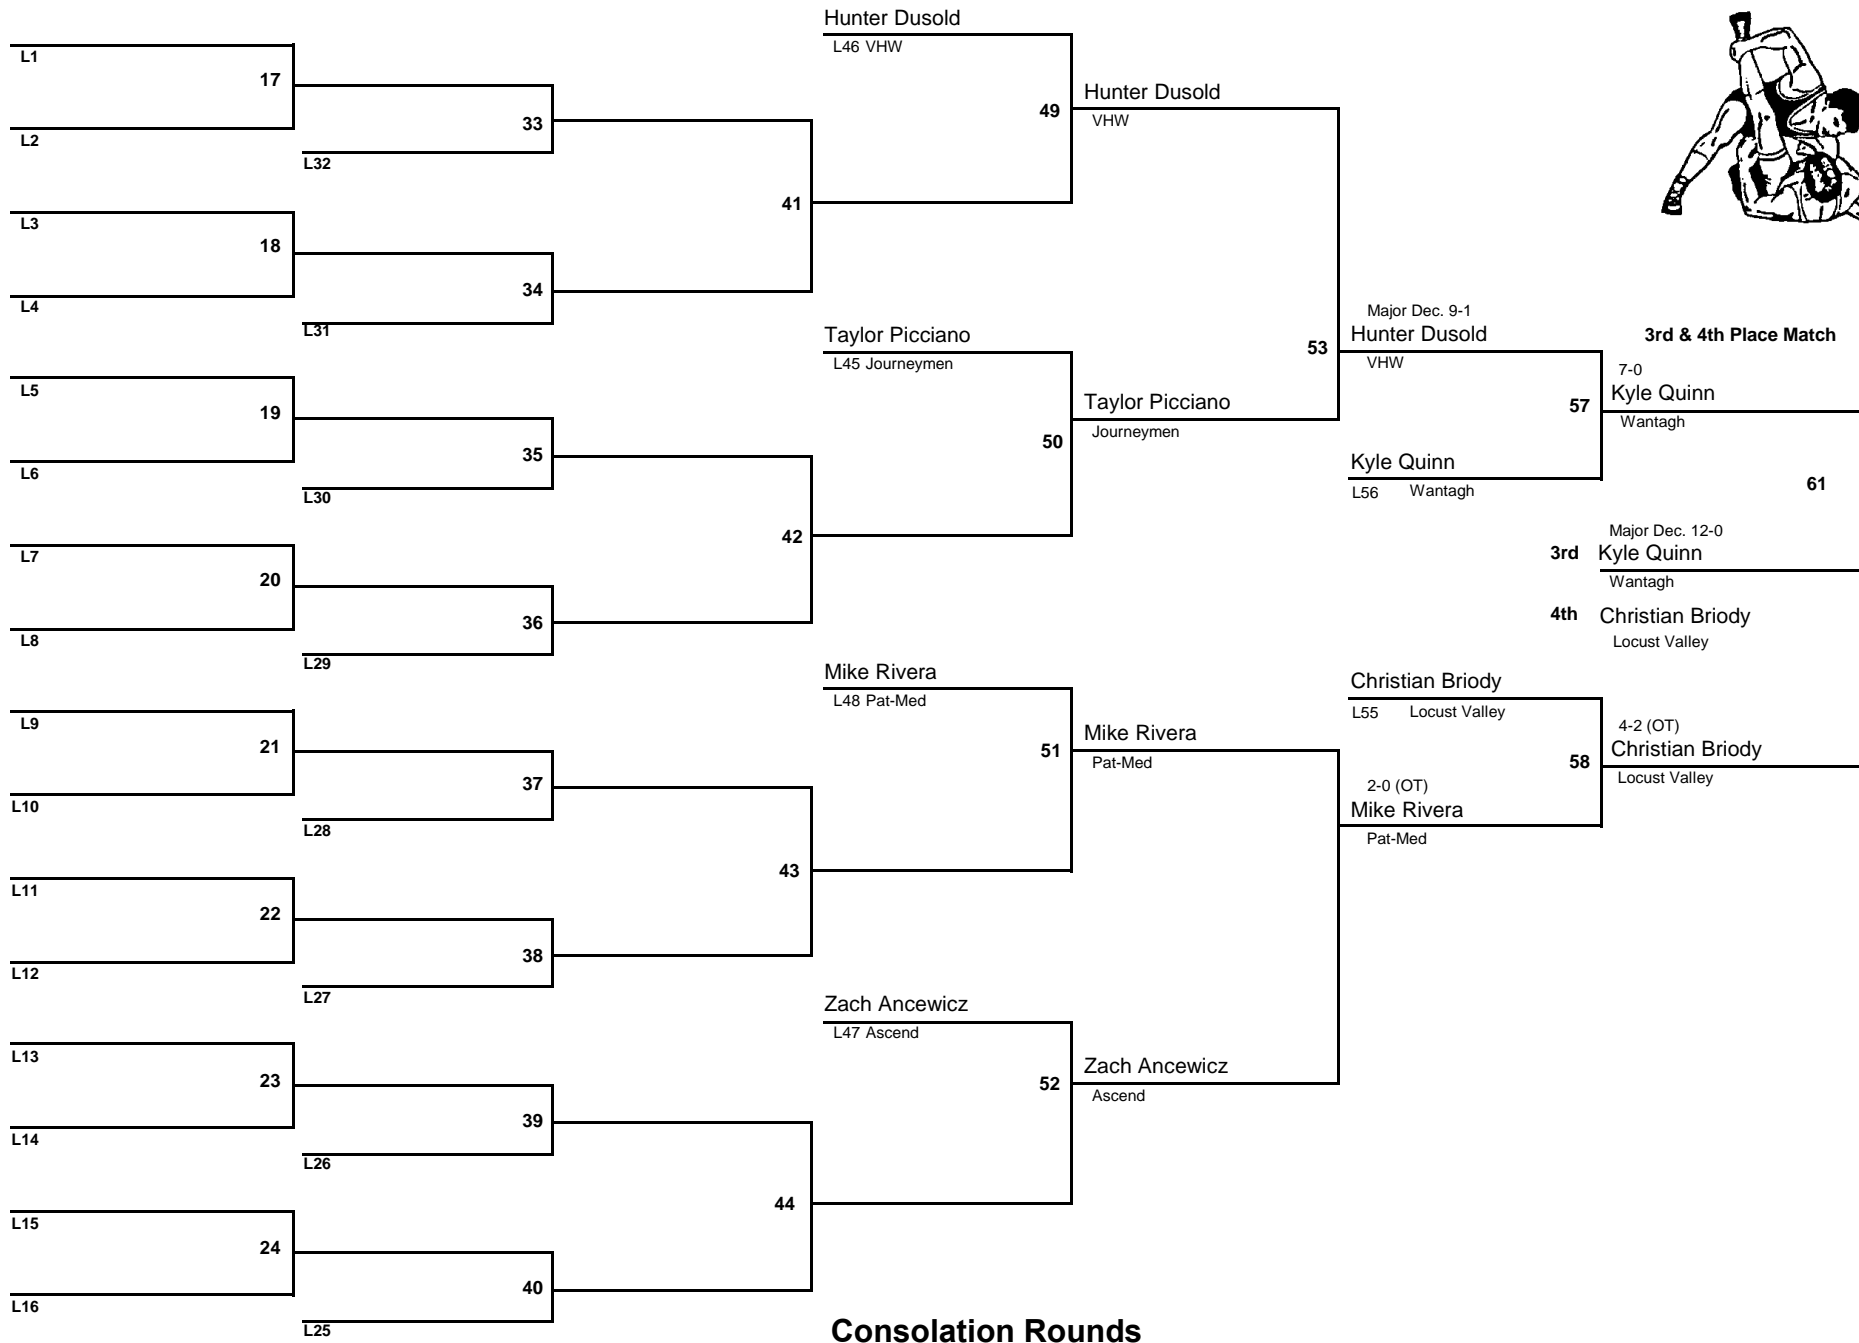 L1
17
L2
33
L32
L3
18
L4
34
L31
41
L5
19
L6
35
L30
L7
20
L8
36
L29
42
L9
21
L10
37
L28
L11
22
L12
38
L27
43
L13
23
L14
39
L26
L15
24
L16
40
L25
44
Hunter Dusold
L46 VHW
49
Hunter Dusold
VHW
Taylor Picciano
L45 Journeymen
50
Taylor Picciano
Journeymen
53
Mike Rivera
L48 Pat-Med
51
Mike Rivera
Pat-Med
Zach Ancewicz
L47 Ascend
52
Zach Ancewicz
Ascend
Major Dec. 9-1
Hunter Dusold
VHW
57
Kyle Quinn
L56 Wantagh
Christian Briody
L55 Locust Valley
58
2-0 (OT)
Mike Rivera
Pat-Med
3rd & 4th Place Match
7-0
Kyle Quinn
Wantagh
61
Major Dec. 12-0
3rd Kyle Quinn
Wantagh
4th Christian Briody
Locust Valley
4-2 (OT)
Christian Briody
Locust Valley
Consolation Rounds